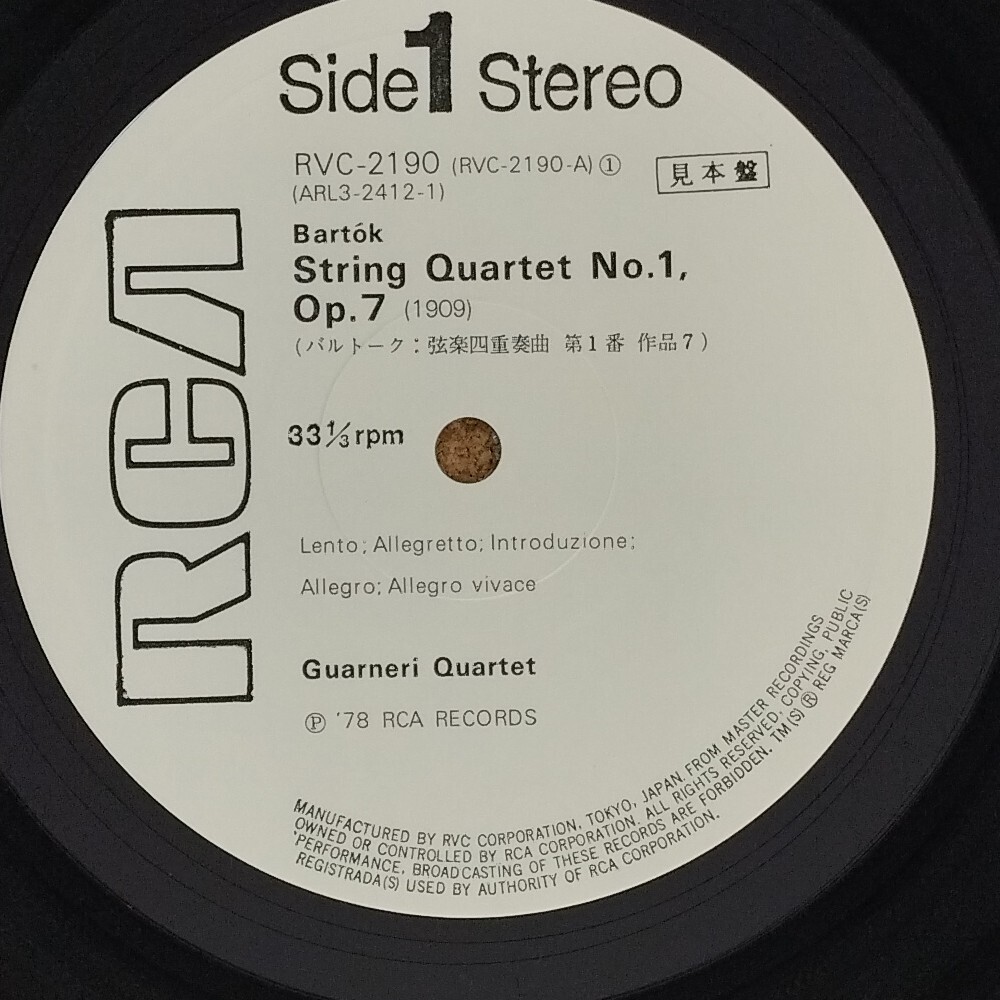 Side 1 Stereo
RVC-2190 (RVC-2190-A) ①
見本盤
(ARL3-2412-1)
Bartók
String Quartet No.1,
Op.7 (1909)
(バルトーク：弦楽四重奏曲 第1番 作品7)
RCA
33⅓ rpm
Lento; Allegretto; Introduzione;
Allegro; Allegro vivace
Guarneri Quartet
Ⓟ '78 RCA RECORDS
MANUFACTURED BY RVC CORPORATION, TOKYO, JAPAN. FROM MASTER RECORDINGS
OWNED OR CONTROLLED BY RCA CORPORATION. ALL RIGHTS RESERVED. COPYING, PUBLIC
'PERFORMANCE, BROADCASTING OF THESE RECORDS ARE FORBIDDEN. TM(S) ® REG MARCA(S)
REGISTRADA(S) USED BY AUTHORITY OF RCA CORPORATION.